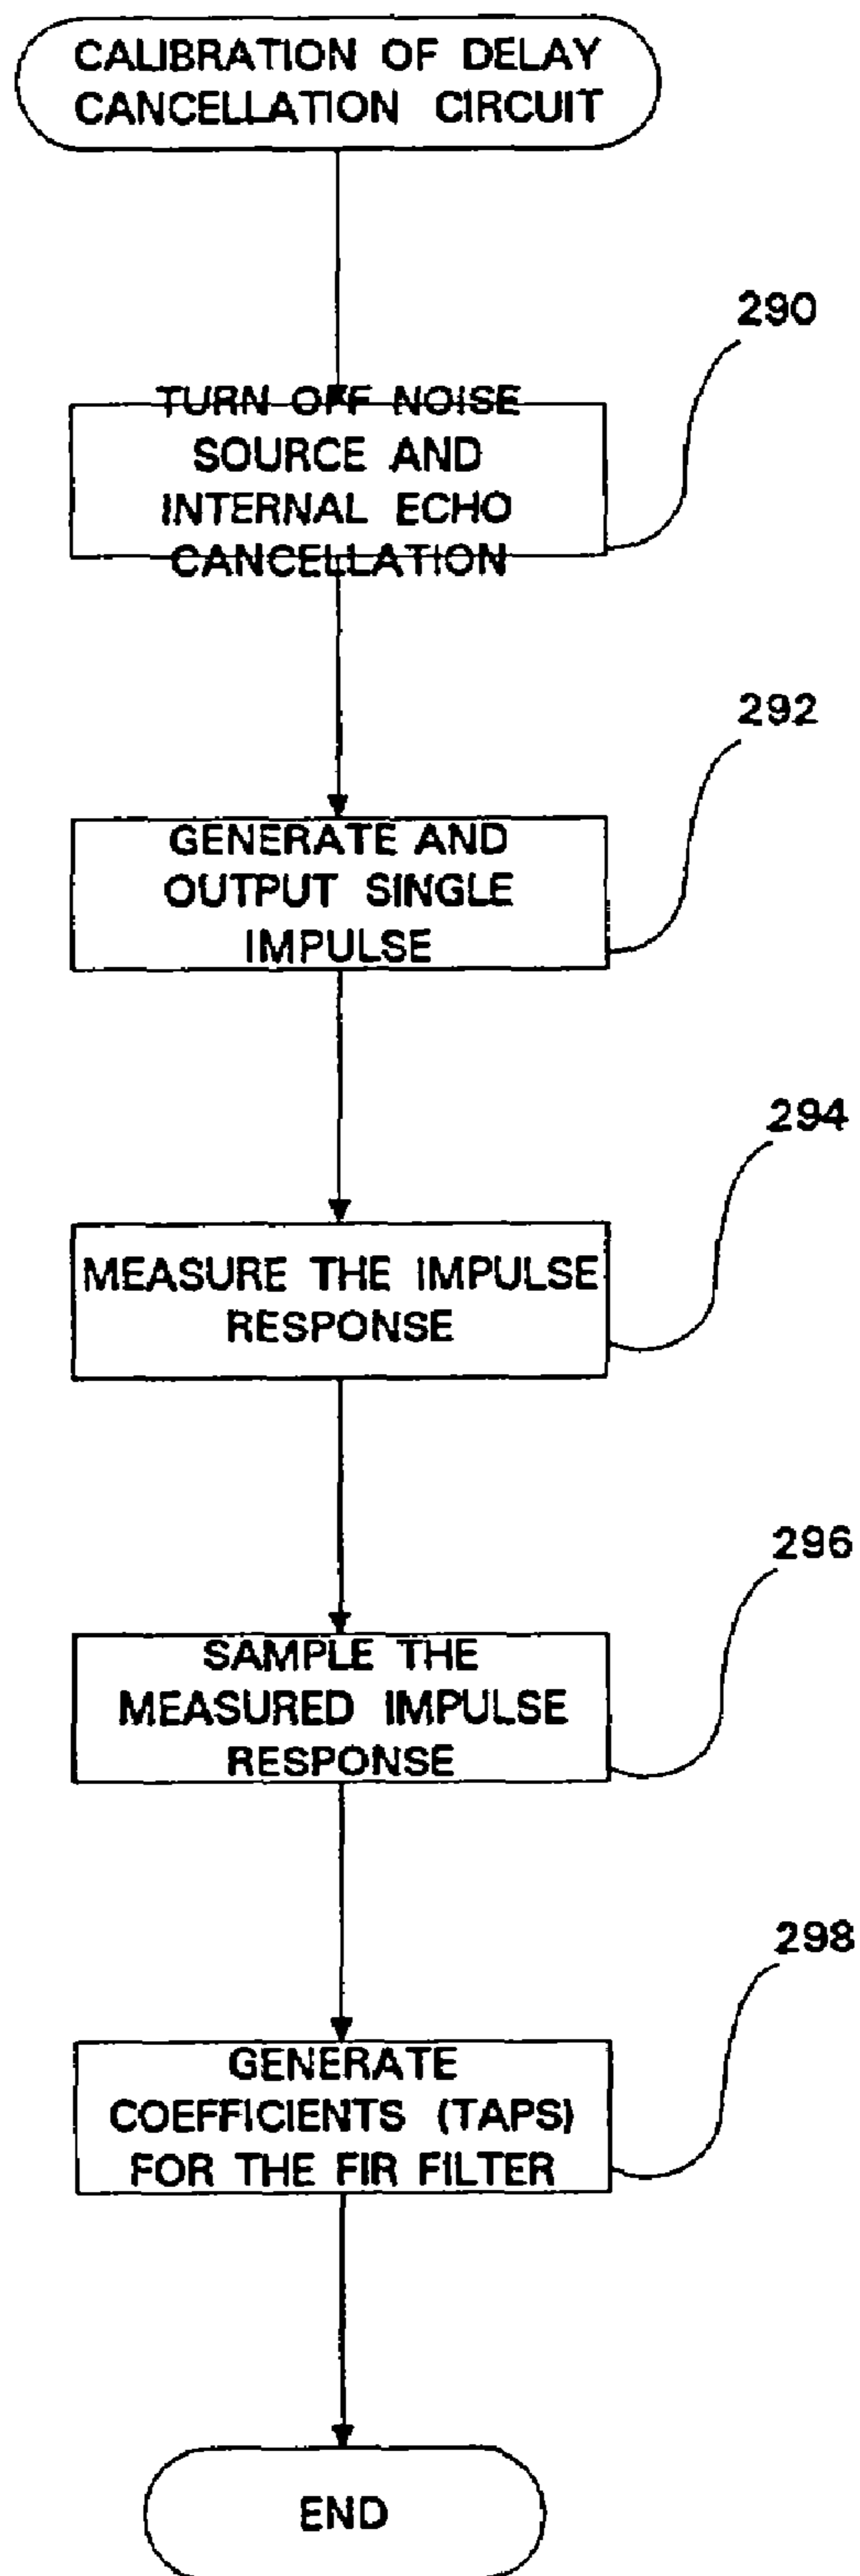 CALIBRATION OF DELAY
CANCELLATION CIRCUIT
290
TURN OFF NOISE
SOURCE AND
INTERNAL ECHO
CANCELLATION
292
GENERATE AND
OUTPUT SINGLE
IMPULSE
294
MEASURE THE IMPULSE
RESPONSE
296
SAMPLE THE
MEASURED IMPULSE
RESPONSE
298
GENERATE
COEFFICIENTS (TAPS)
FOR THE FIR FILTER
END